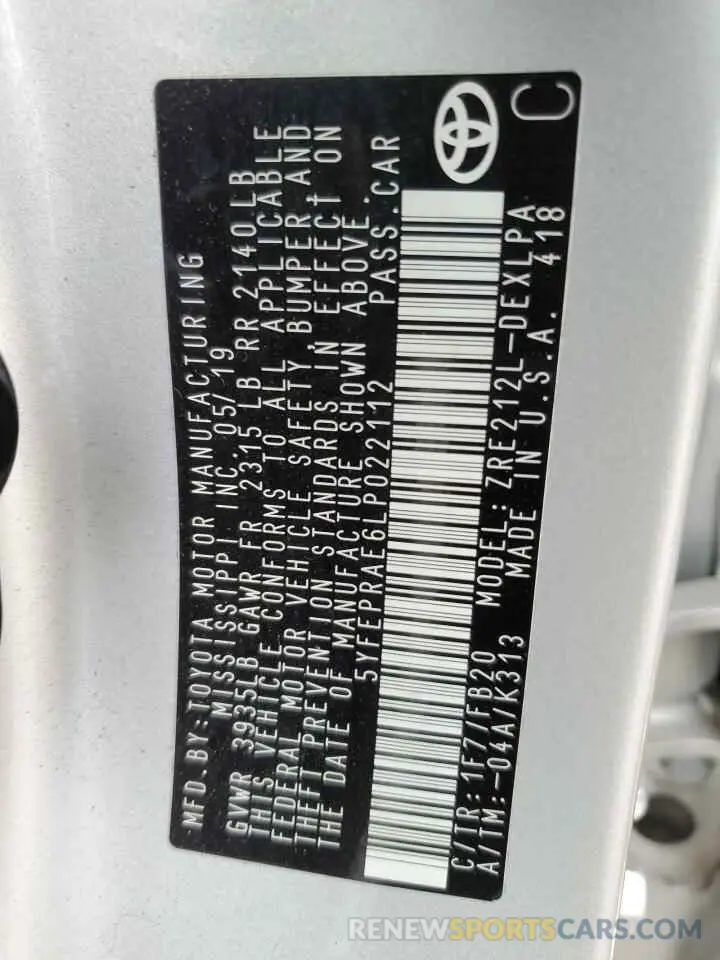 MFD.BY:TOYOTA MOTOR MANUFACTURING
MISSISSIPPI INC. 05/19
GVWR 3935LB GAWR FR 2315 LB RR 2140LB
THIS VEHICLE CONFORMS TO ALL APPLICABLE
FEDERAL MOTOR VEHICLE SAFETY, BUMPER AND
THEFT PREVENTION STANDARDS IN EFFECT ON
THE DATE OF MANUFACTURE SHOWN ABOVE.
5YFEPRAE6LP022112 PASS.CAR
C/TR:1F7/FB20 MODEL:ZRE212L-DEXLPA
A/TM:-04A/K313 MADE IN U.S.A. 418
C
RENEWSPORTSCARS.COM